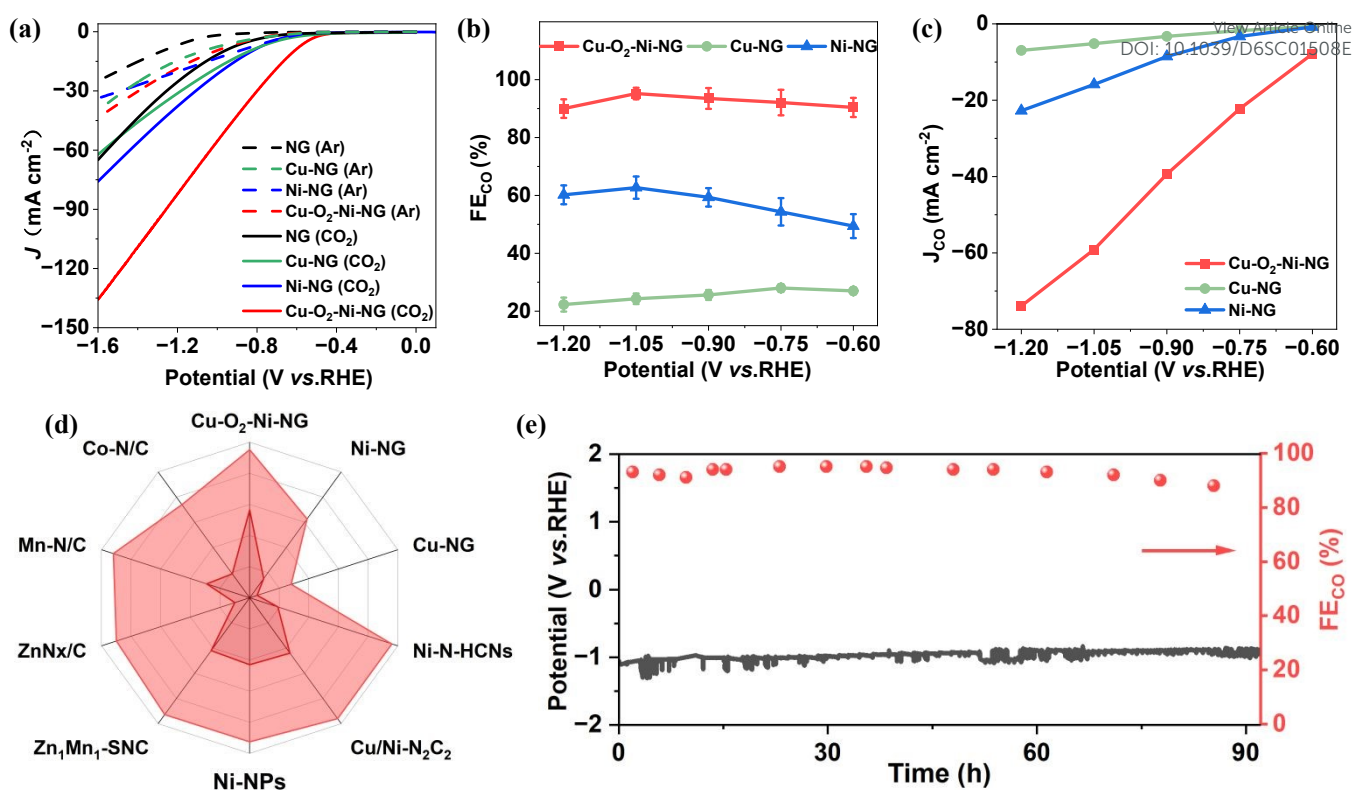 (a)
J (mA cm⁻²)
0
−30
−60
−90
−120
−150
NG (Ar)
Cu-NG (Ar)
Ni-NG (Ar)
Cu-O₂-Ni-NG (Ar)
NG (CO₂)
Cu-NG (CO₂)
Ni-NG (CO₂)
Cu-O₂-Ni-NG (CO₂)
−1.6 −1.2 −0.8 −0.4 0.0
Potential (V vs.RHE)
(b)
Cu-O₂-Ni-NG Cu-NG Ni-NG
FE_CO (%)
100
80
60
40
20
−1.20 −1.05 −0.90 −0.75 −0.60
Potential (V vs.RHE)
(c)
View Article Online
DOI: 10.1039/D6SC01508E
J_CO (mA cm⁻²)
0
−20
−40
−60
−80
Cu-O₂-Ni-NG
Cu-NG
Ni-NG
−1.20 −1.05 −0.90 −0.75 −0.60
Potential (V vs.RHE)
(d)
Cu-O₂-Ni-NG
Ni-NG
Cu-NG
Ni-N-HCNs
Cu/Ni-N₂C₂
Ni-NPs
Zn₁Mn₁-SNC
ZnNx/C
Mn-N/C
Co-N/C
(e)
Potential (V vs.RHE)
2
1
0
−1
−2
0 30 60 90
Time (h)
100
80
60
40
20
0
FE_CO (%)